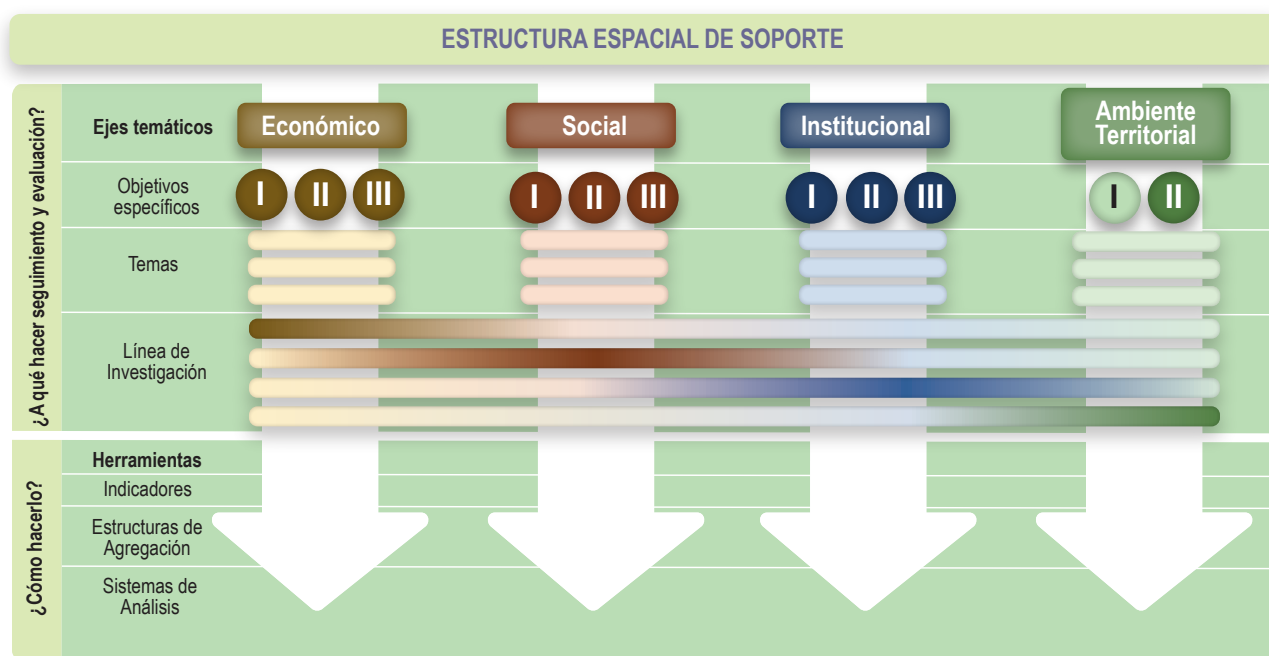 ESTRUCTURA ESPACIAL DE SOPORTE
¿A qué hacer seguimiento y evaluación?
Ejes temáticos
Económico
Social
Institucional
Ambiente
Territorial
Objetivos
específicos
I II III
I II III
I II III
I II
Temas
Línea de
Investigación
¿Cómo hacerlo?
Herramientas
Indicadores
Estructuras de
Agregación
Sistemas de
Análisis